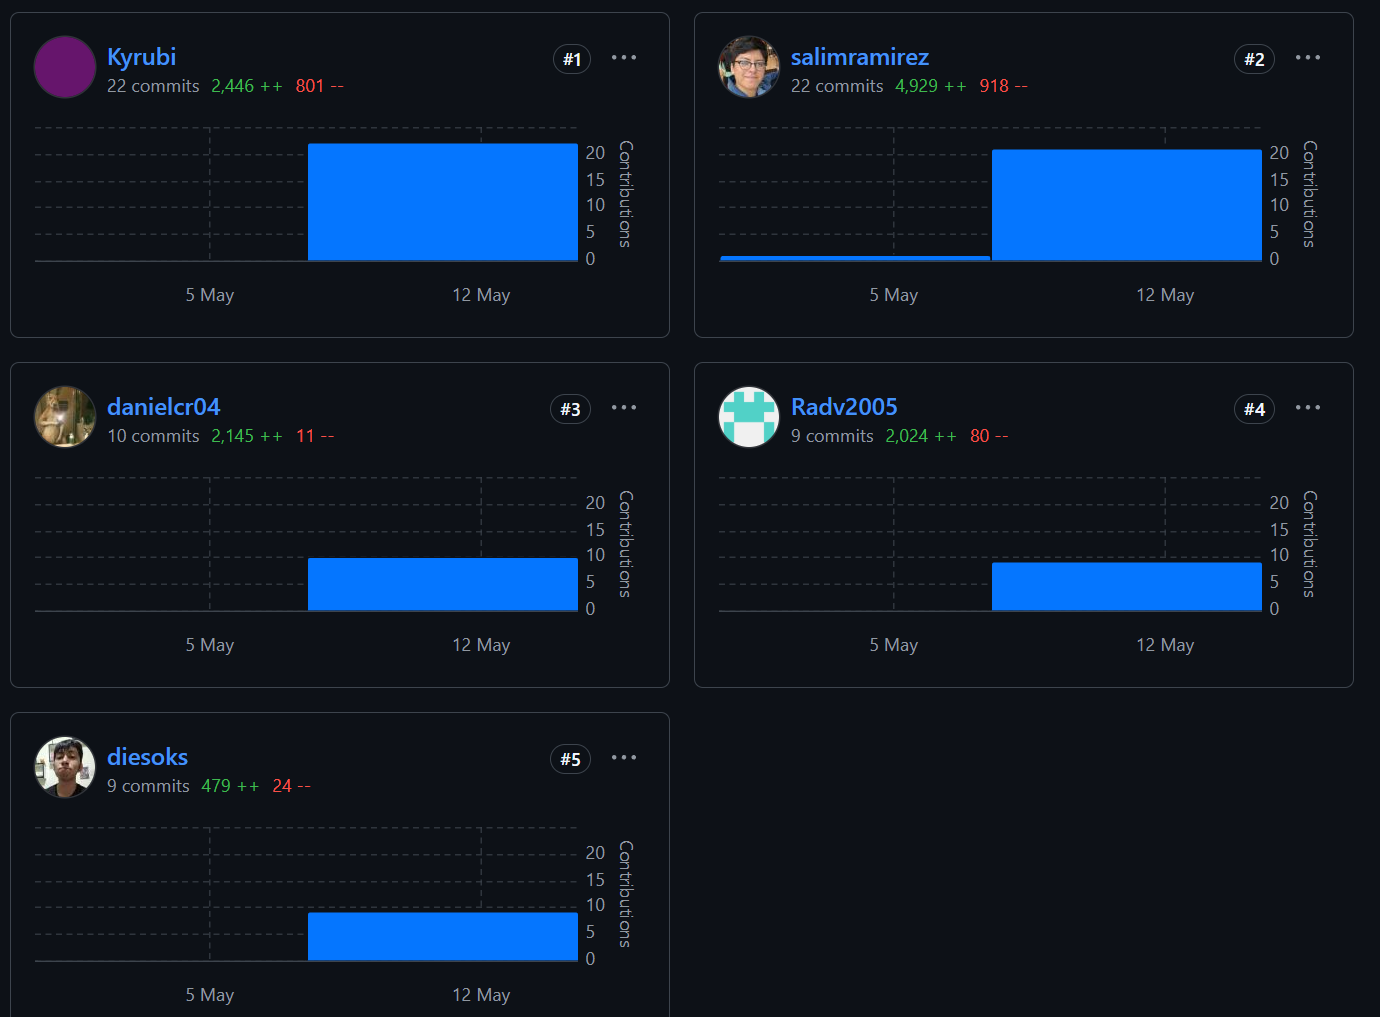 Kyrubi
#1
22 commits 2,446 ++ 801 --
20
15
10
5
0
Contributions
5 May
12 May
salimramirez
#2
22 commits 4,929 ++ 918 --
20
15
10
5
0
Contributions
5 May
12 May
danielcr04
#3
10 commits 2,145 ++ 11 --
20
15
10
5
0
Contributions
5 May
12 May
Radv2005
#4
9 commits 2,024 ++ 80 --
20
15
10
5
0
Contributions
5 May
12 May
diesoks
#5
9 commits 479 ++ 24 --
20
15
10
5
0
Contributions
5 May
12 May